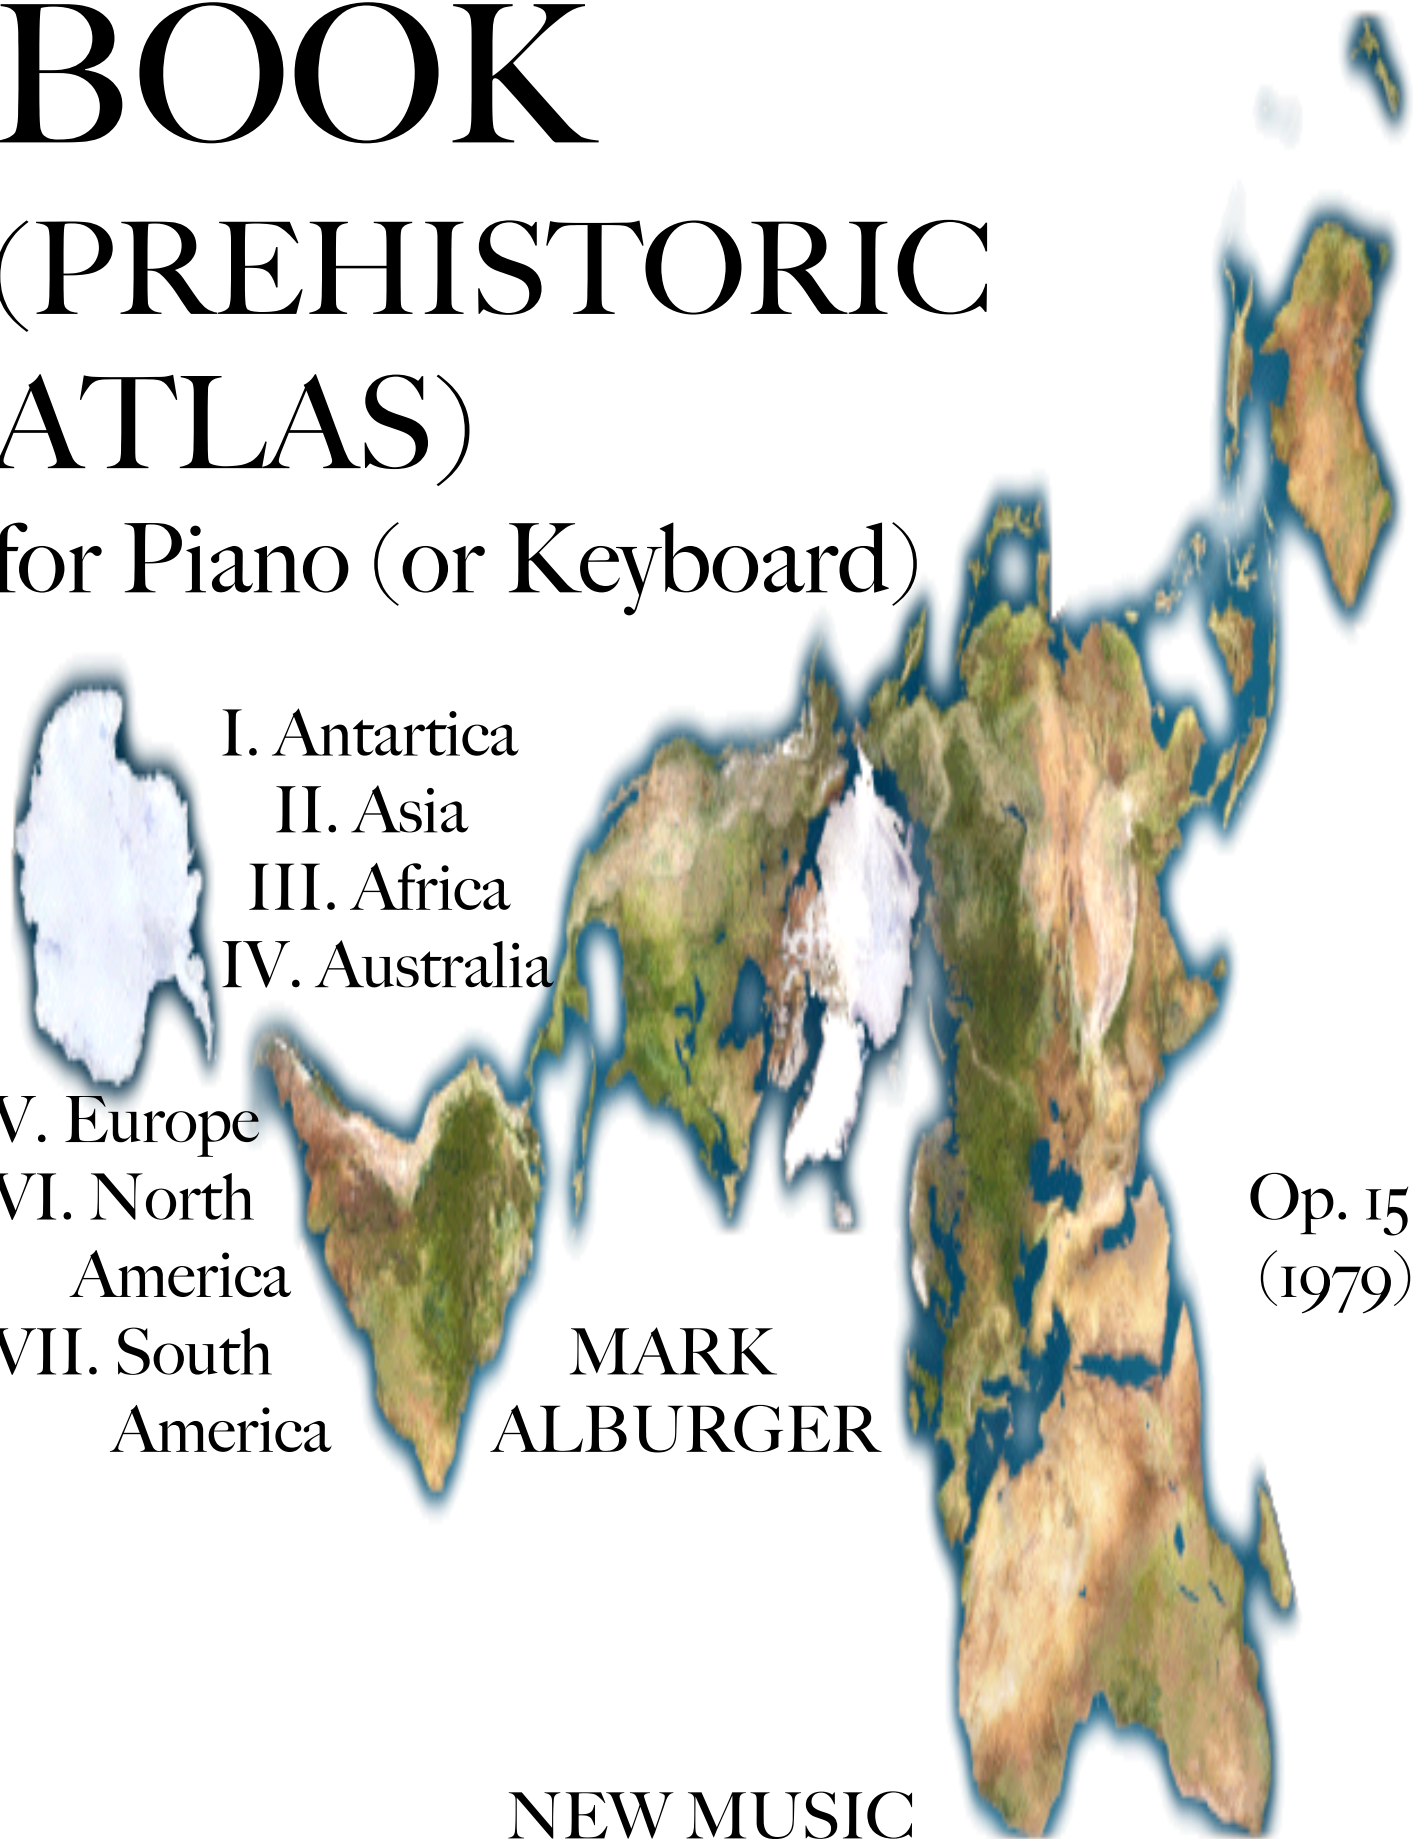 BOOK
(PREHISTORIC
ATLAS)
for Piano (or Keyboard)
I. Antartica
II. Asia
III. Africa
IV. Australia
V. Europe
VI. North
America
VII. South
America
Op. 15
(1979)
MARK
ALBURGER
NEW MUSIC